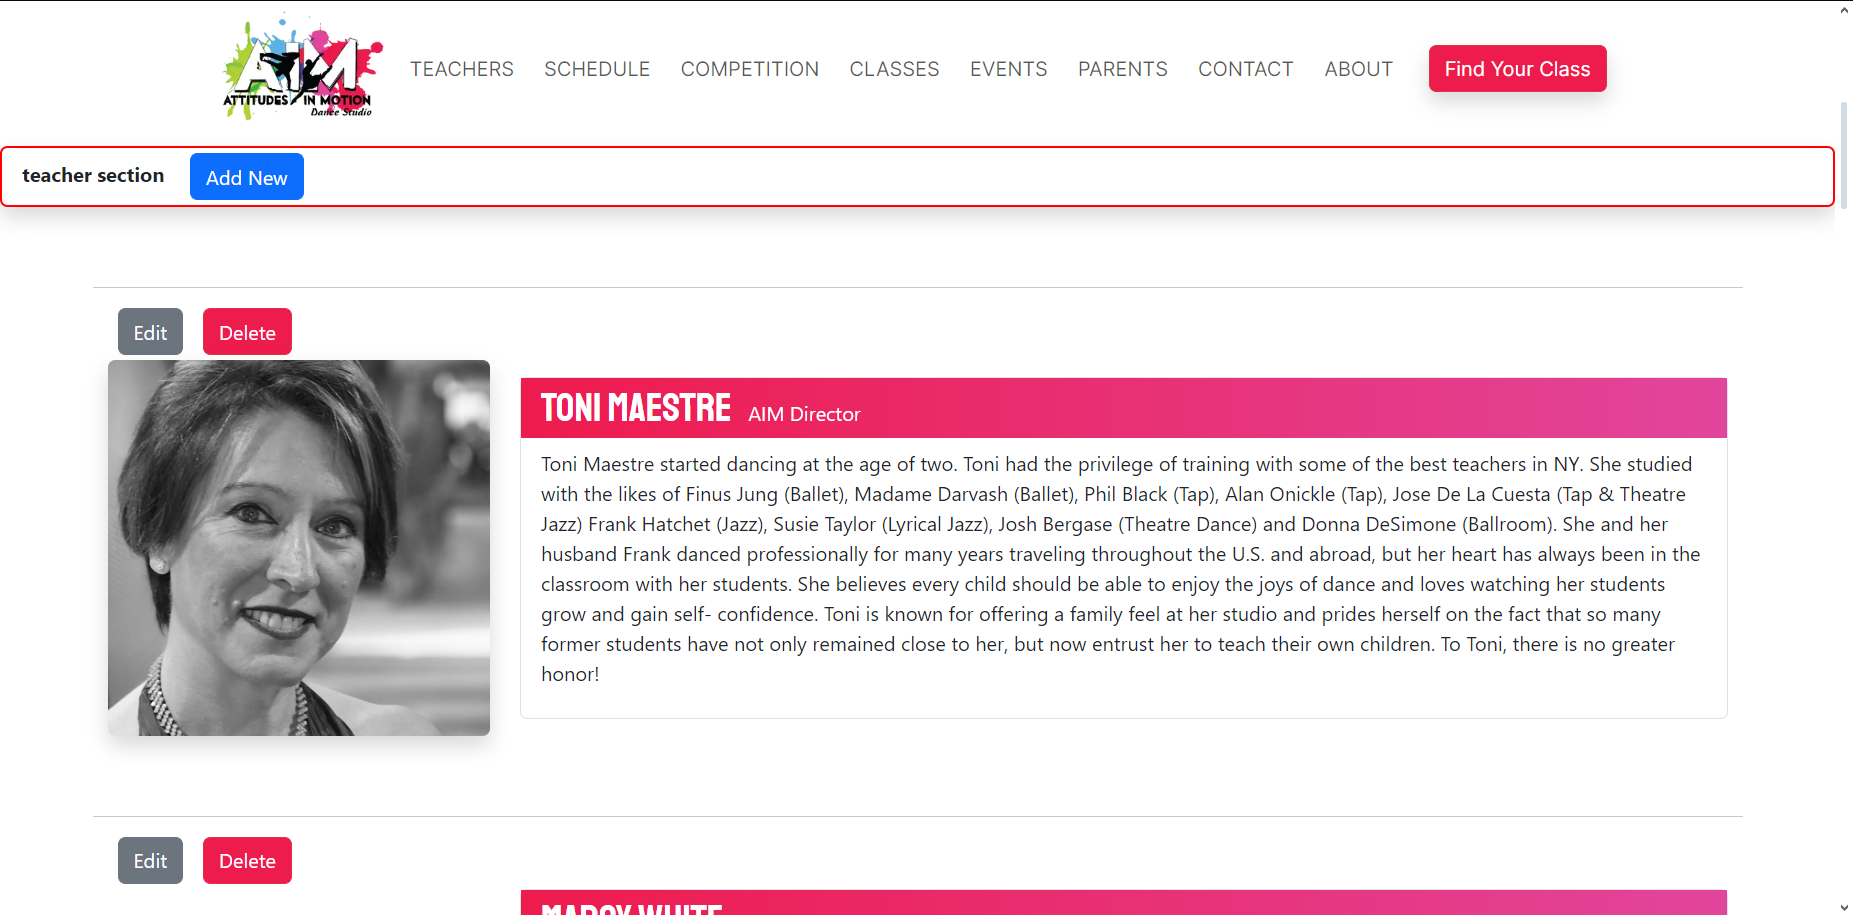 AIM
ATTITUDES IN MOTION
Dance Studio
TEACHERS SCHEDULE COMPETITION CLASSES EVENTS PARENTS CONTACT ABOUT Find Your Class
teacher section Add New
Edit Delete
TONI MAESTRE AIM Director
Toni Maestre started dancing at the age of two. Toni had the privilege of training with some of the best teachers in NY. She studied
with the likes of Finus Jung (Ballet), Madame Darvash (Ballet), Phil Black (Tap), Alan Onickle (Tap), Jose De La Cuesta (Tap & Theatre
Jazz) Frank Hatchet (Jazz), Susie Taylor (Lyrical Jazz), Josh Bergase (Theatre Dance) and Donna DeSimone (Ballroom). She and her
husband Frank danced professionally for many years traveling throughout the U.S. and abroad, but her heart has always been in the
classroom with her students. She believes every child should be able to enjoy the joys of dance and loves watching her students
grow and gain self- confidence. Toni is known for offering a family feel at her studio and prides herself on the fact that so many
former students have not only remained close to her, but now entrust her to teach their own children. To Toni, there is no greater
honor!
Edit Delete
MARCY WHITE